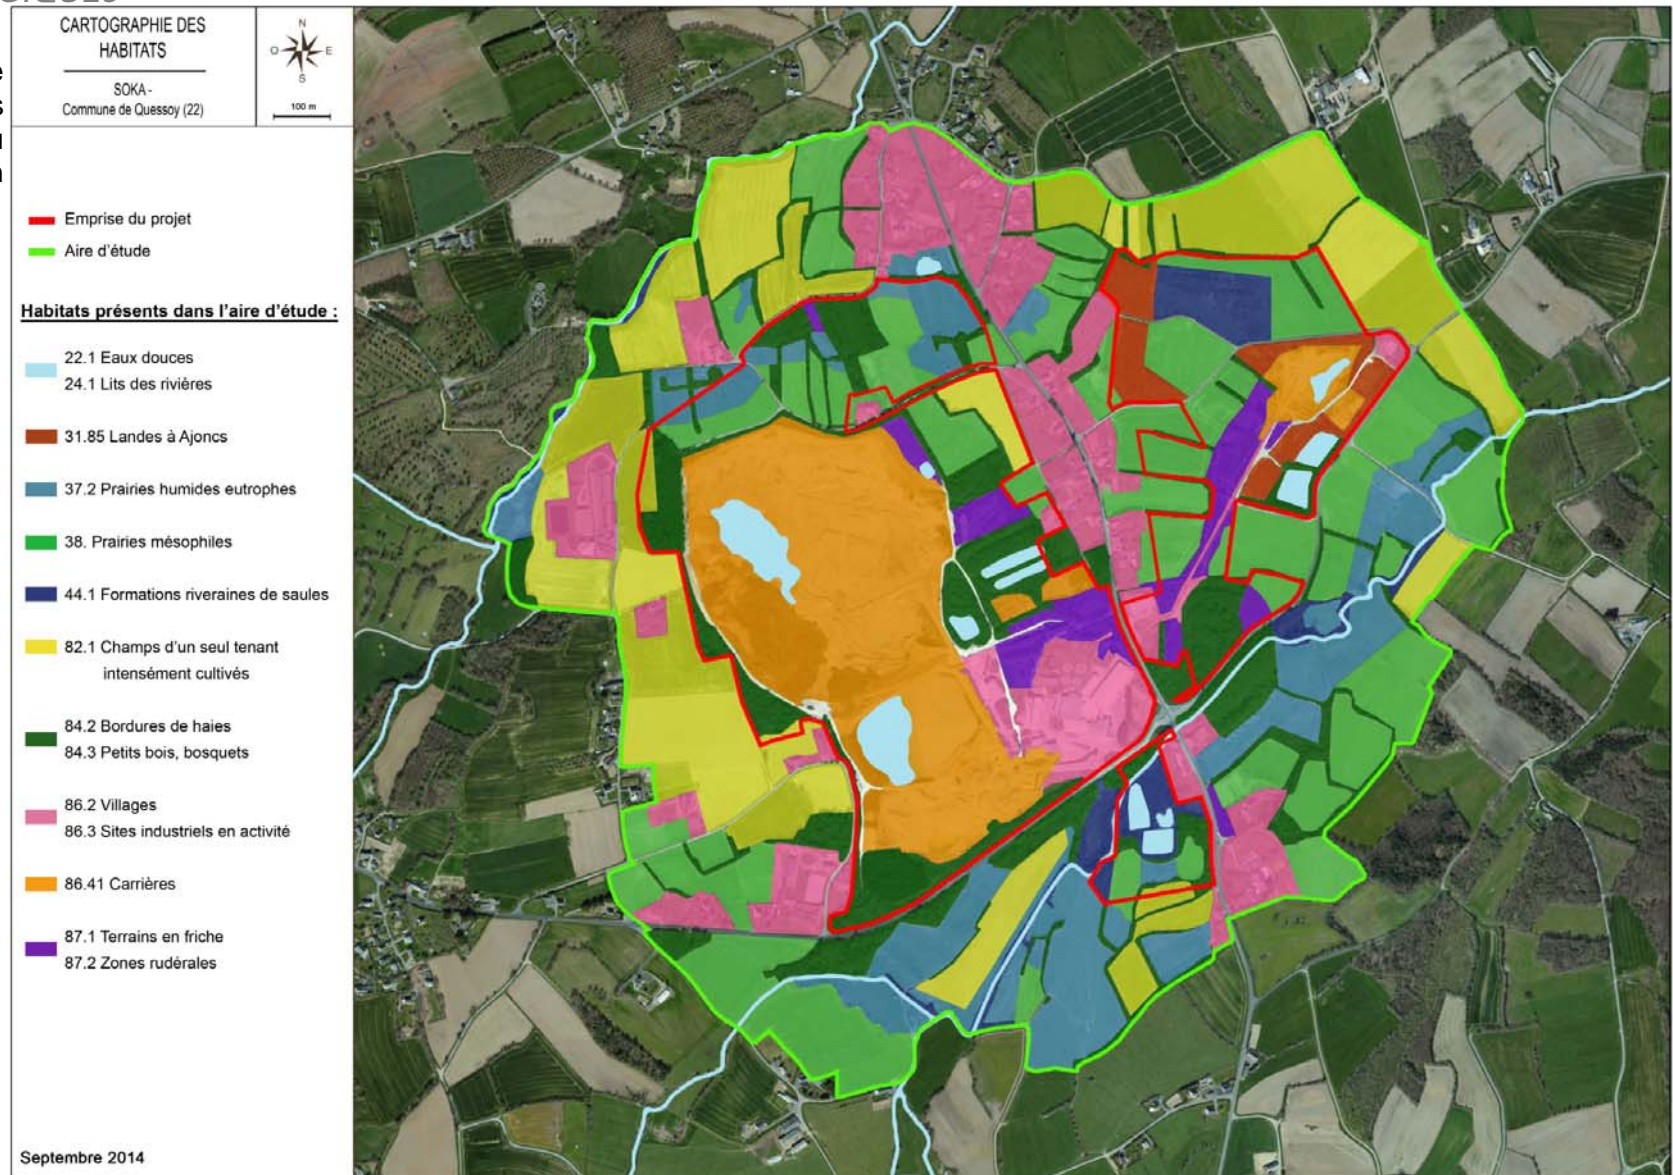 CARTOGRAPHIE DES
HABITATS
SOKA -
Commune de Quessoy (22)
N
O E
S
100 m
Emprise du projet
Aire d'étude
Habitats présents dans l'aire d'étude :
22.1 Eaux douces
24.1 Lits des rivières
31.85 Landes à Ajoncs
37.2 Prairies humides eutrophes
38. Prairies mésophiles
44.1 Formations riveraines de saules
82.1 Champs d'un seul tenant
intensément cultivés
84.2 Bordures de haies
84.3 Petits bois, bosquets
86.2 Villages
86.3 Sites industriels en activité
86.41 Carrières
87.1 Terrains en friche
87.2 Zones rudérales
Septembre 2014